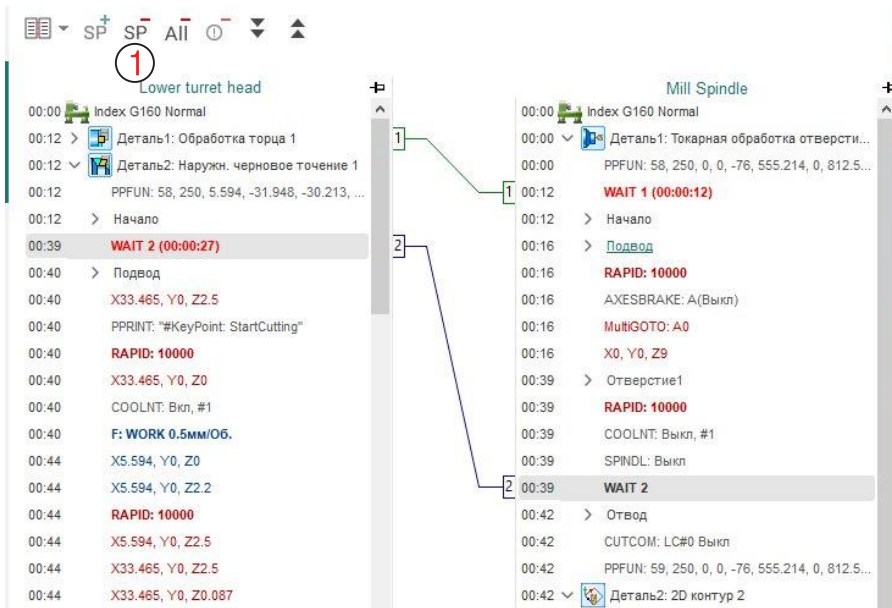 SP SP All
1
Lower turret head
00:00 Index G160 Normal
00:12 Деталь1: Обработка торца 1
00:12 Деталь2: Наружн. черновое точение 1
00:12 PPFUN: 58, 250, 5.594, -31.948, -30.213, ...
00:12 Начало
00:39 WAIT 2 (00:00:27)
00:40 Подвод
00:40 X33.465, Y0, Z2.5
00:40 PPRINT: "#KeyPoint: StartCutting"
00:40 RAPID: 10000
00:40 X33.465, Y0, Z0
00:40 COOLNT: Вкл, #1
00:40 F: WORK 0.5мм/Об.
00:44 X5.594, Y0, Z0
00:44 X5.594, Y0, Z2.2
00:44 RAPID: 10000
00:44 X5.594, Y0, Z2.5
00:44 X33.465, Y0, Z2.5
00:44 X33.465, Y0, Z0.087
1
2
1
2
Mill Spindle
00:00 Index G160 Normal
00:00 Деталь1: Токарная обработка отверсти...
00:00 PPFUN: 58, 250, 0, 0, -76, 555.214, 0, 812.5...
00:12 WAIT 1 (00:00:12)
00:12 Начало
00:16 Подвод
00:16 RAPID: 10000
00:16 AXESBRAKE: A(Выкл)
00:16 MultiGOTO: A0
00:16 X0, Y0, Z9
00:39 Отверстие1
00:39 RAPID: 10000
00:39 COOLNT: Выкл, #1
00:39 SPINDL: Выкл
00:39 WAIT 2
00:42 Отвод
00:42 CUTCOM: LC#0 Выкл
00:42 PPFUN: 59, 250, 0, 0, -76, 555.214, 0, 812.5...
00:42 Деталь2: 2D контур 2